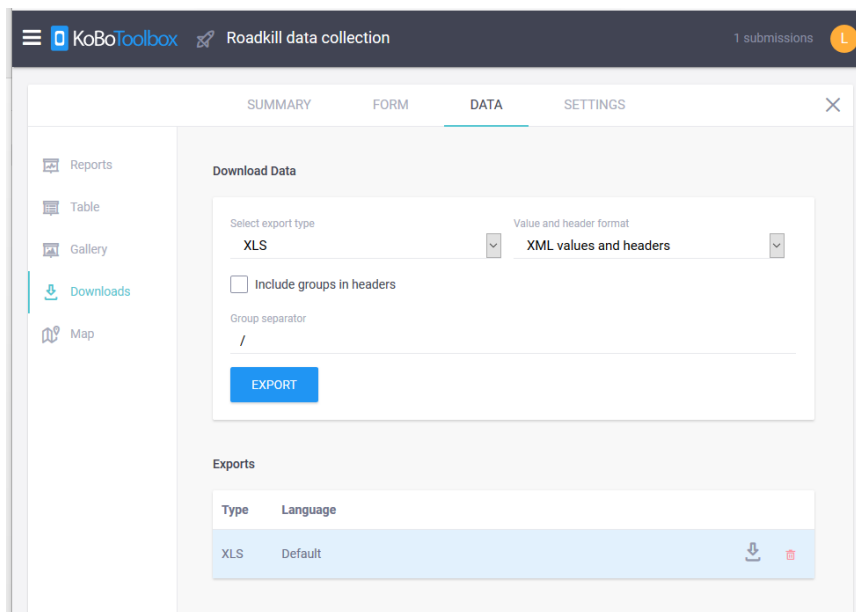 KoBoToolbox Roadkill data collection 1 submissions L
SUMMARY FORM DATA SETTINGS
Reports
Table
Gallery
Downloads
Map
Download Data
Select export type Value and header format
XLS XML values and headers
Include groups in headers
Group separator
/
EXPORT
Exports
Type Language
XLS Default